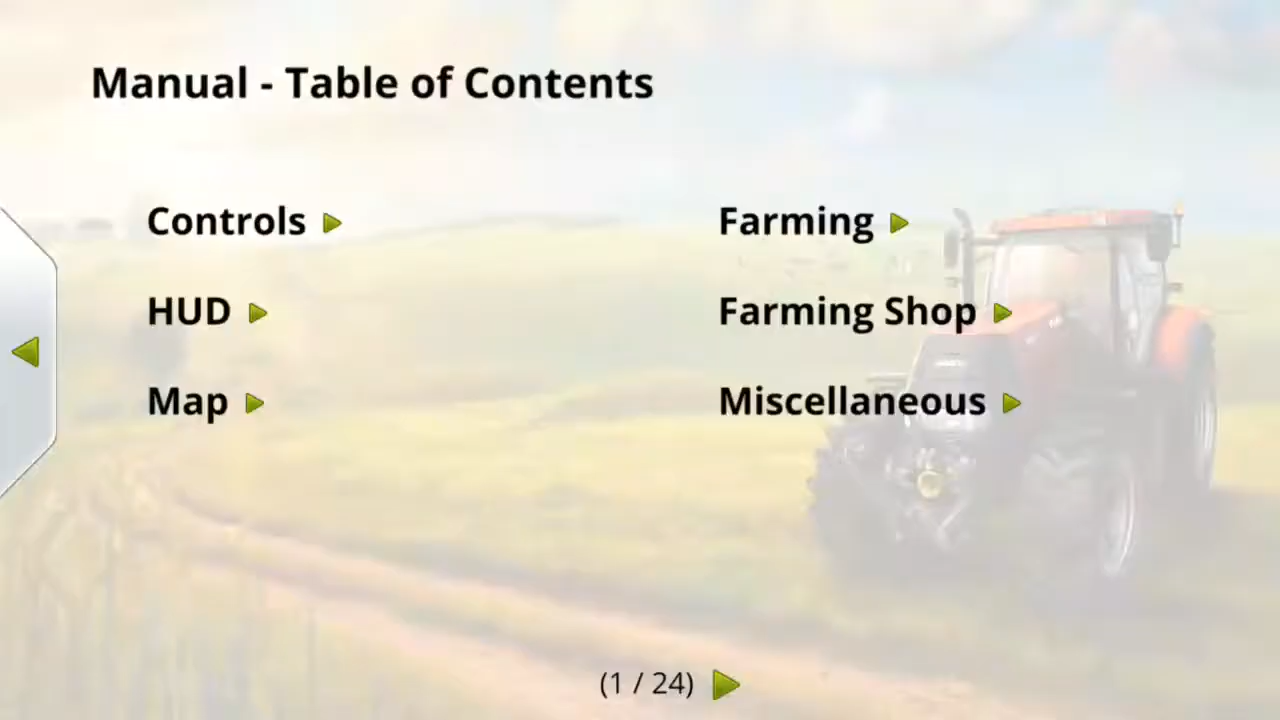 Manual - Table of Contents
Controls
HUD
Map
Farming
Farming Shop
Miscellaneous
(1 / 24)